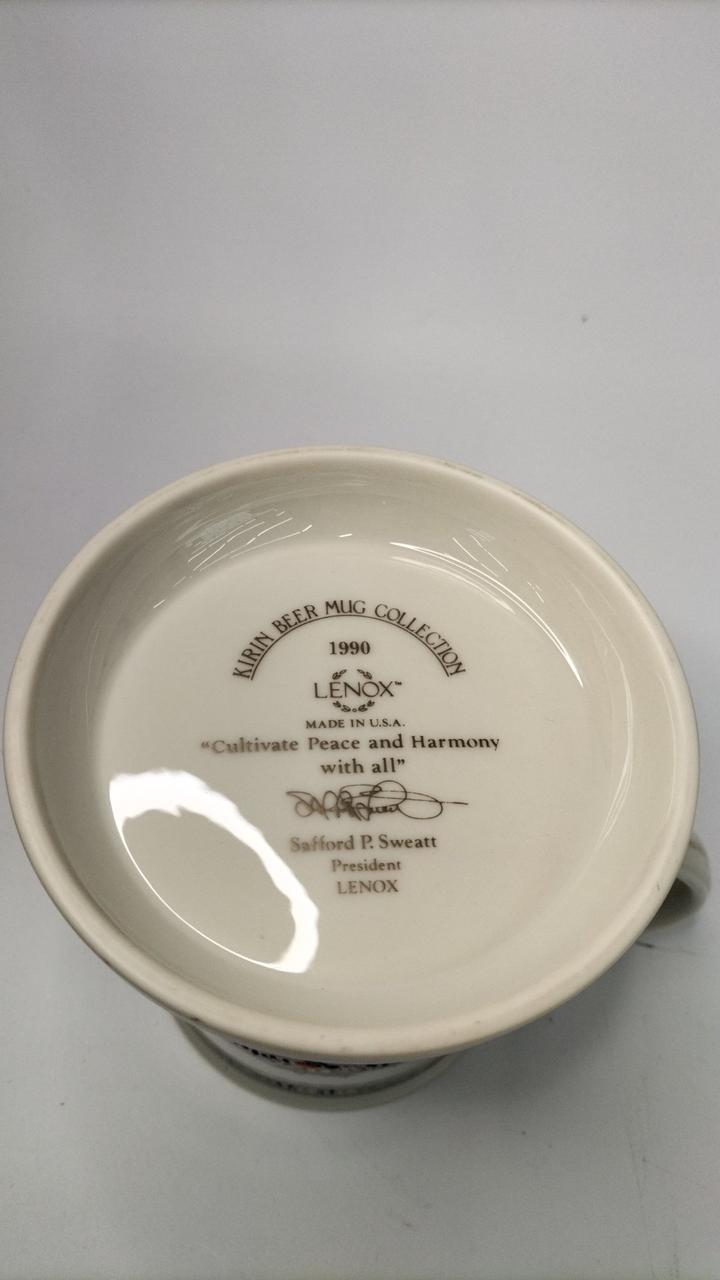 KIRIN BEER MUG COLLECTION
1990
LENOX™
MADE IN U.S.A.
“Cultivate Peace and Harmony
with all”
Safford P. Sweatt
President
LENOX